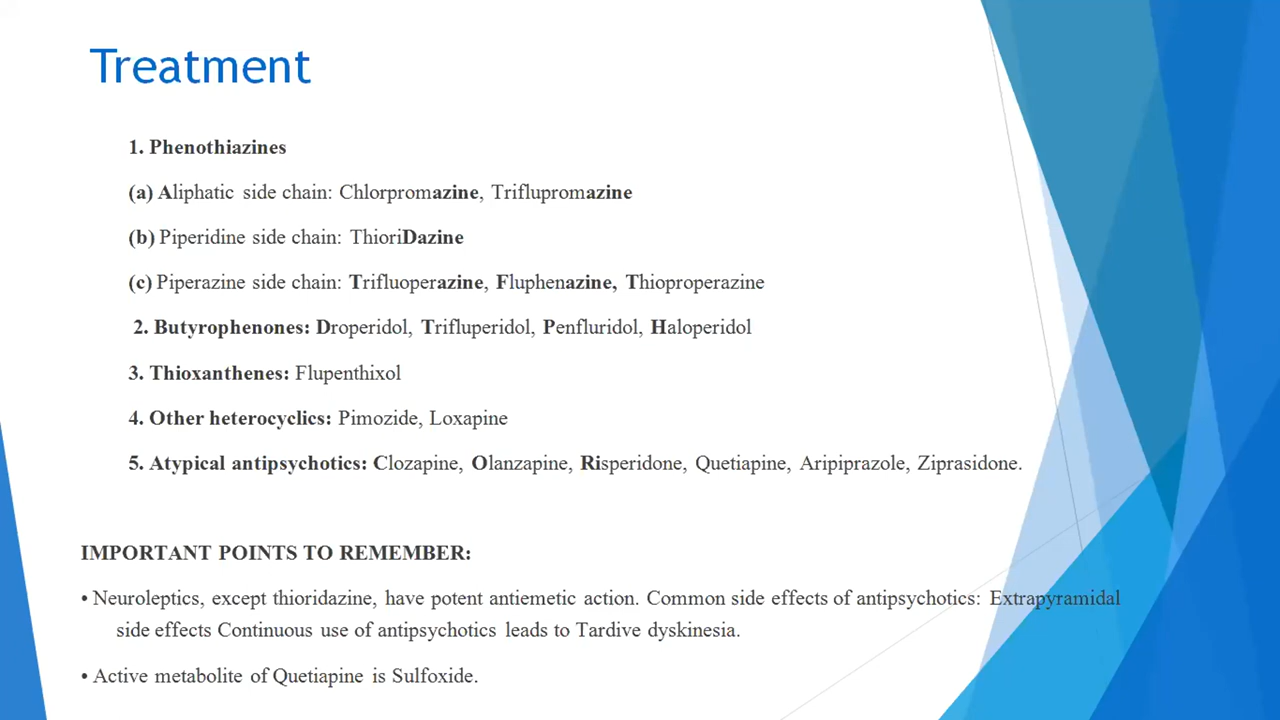 Treatment
1. Phenothiazines
(a) Aliphatic side chain: Chlorpromazine, Triflupromazine
(b) Piperidine side chain: ThioriDazine
(c) Piperazine side chain: Trifluoperazine, Fluphenazine, Thioproperazine
2. Butyrophenones: Droperidol, Trifluperidol, Penfluridol, Haloperidol
3. Thioxanthenes: Flupenthixol
4. Other heterocyclics: Pimozide, Loxapine
5. Atypical antipsychotics: Clozapine, Olanzapine, Risperidone, Quetiapine, Aripiprazole, Ziprasidone.
IMPORTANT POINTS TO REMEMBER:
• Neuroleptics, except thioridazine, have potent antiemetic action. Common side effects of antipsychotics: Extrapyramidal
side effects Continuous use of antipsychotics leads to Tardive dyskinesia.
• Active metabolite of Quetiapine is Sulfoxide.